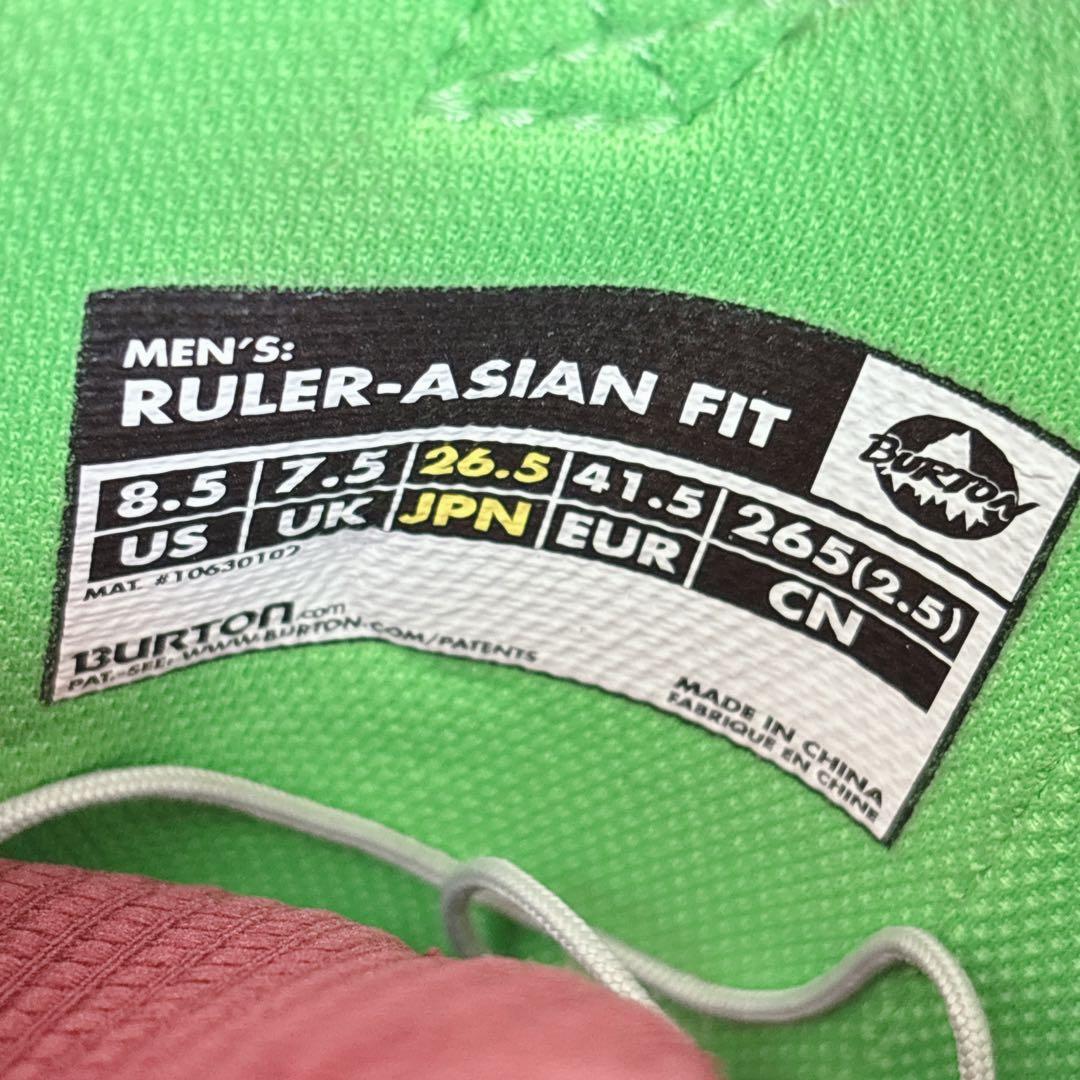 MEN'S:
RULER-ASIAN FIT
BURTON
8.5 7.5 26.5 41.5 265(2.5)
US UK JPN EUR CN
MAT. #10630102
BURTON.com
PAT.-SEE. WWW.BURTON.COM/PATENTS
MADE IN CHINA
FABRIQUE EN CHINE